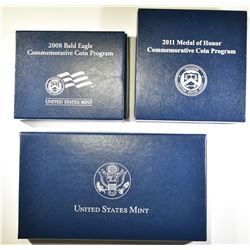 2008 Bald Eagle
Commemorative Coin Program
UNITED STATES MINT
2011 Medal of Honor
Commemorative Coin Program
UNITED STATES MINT